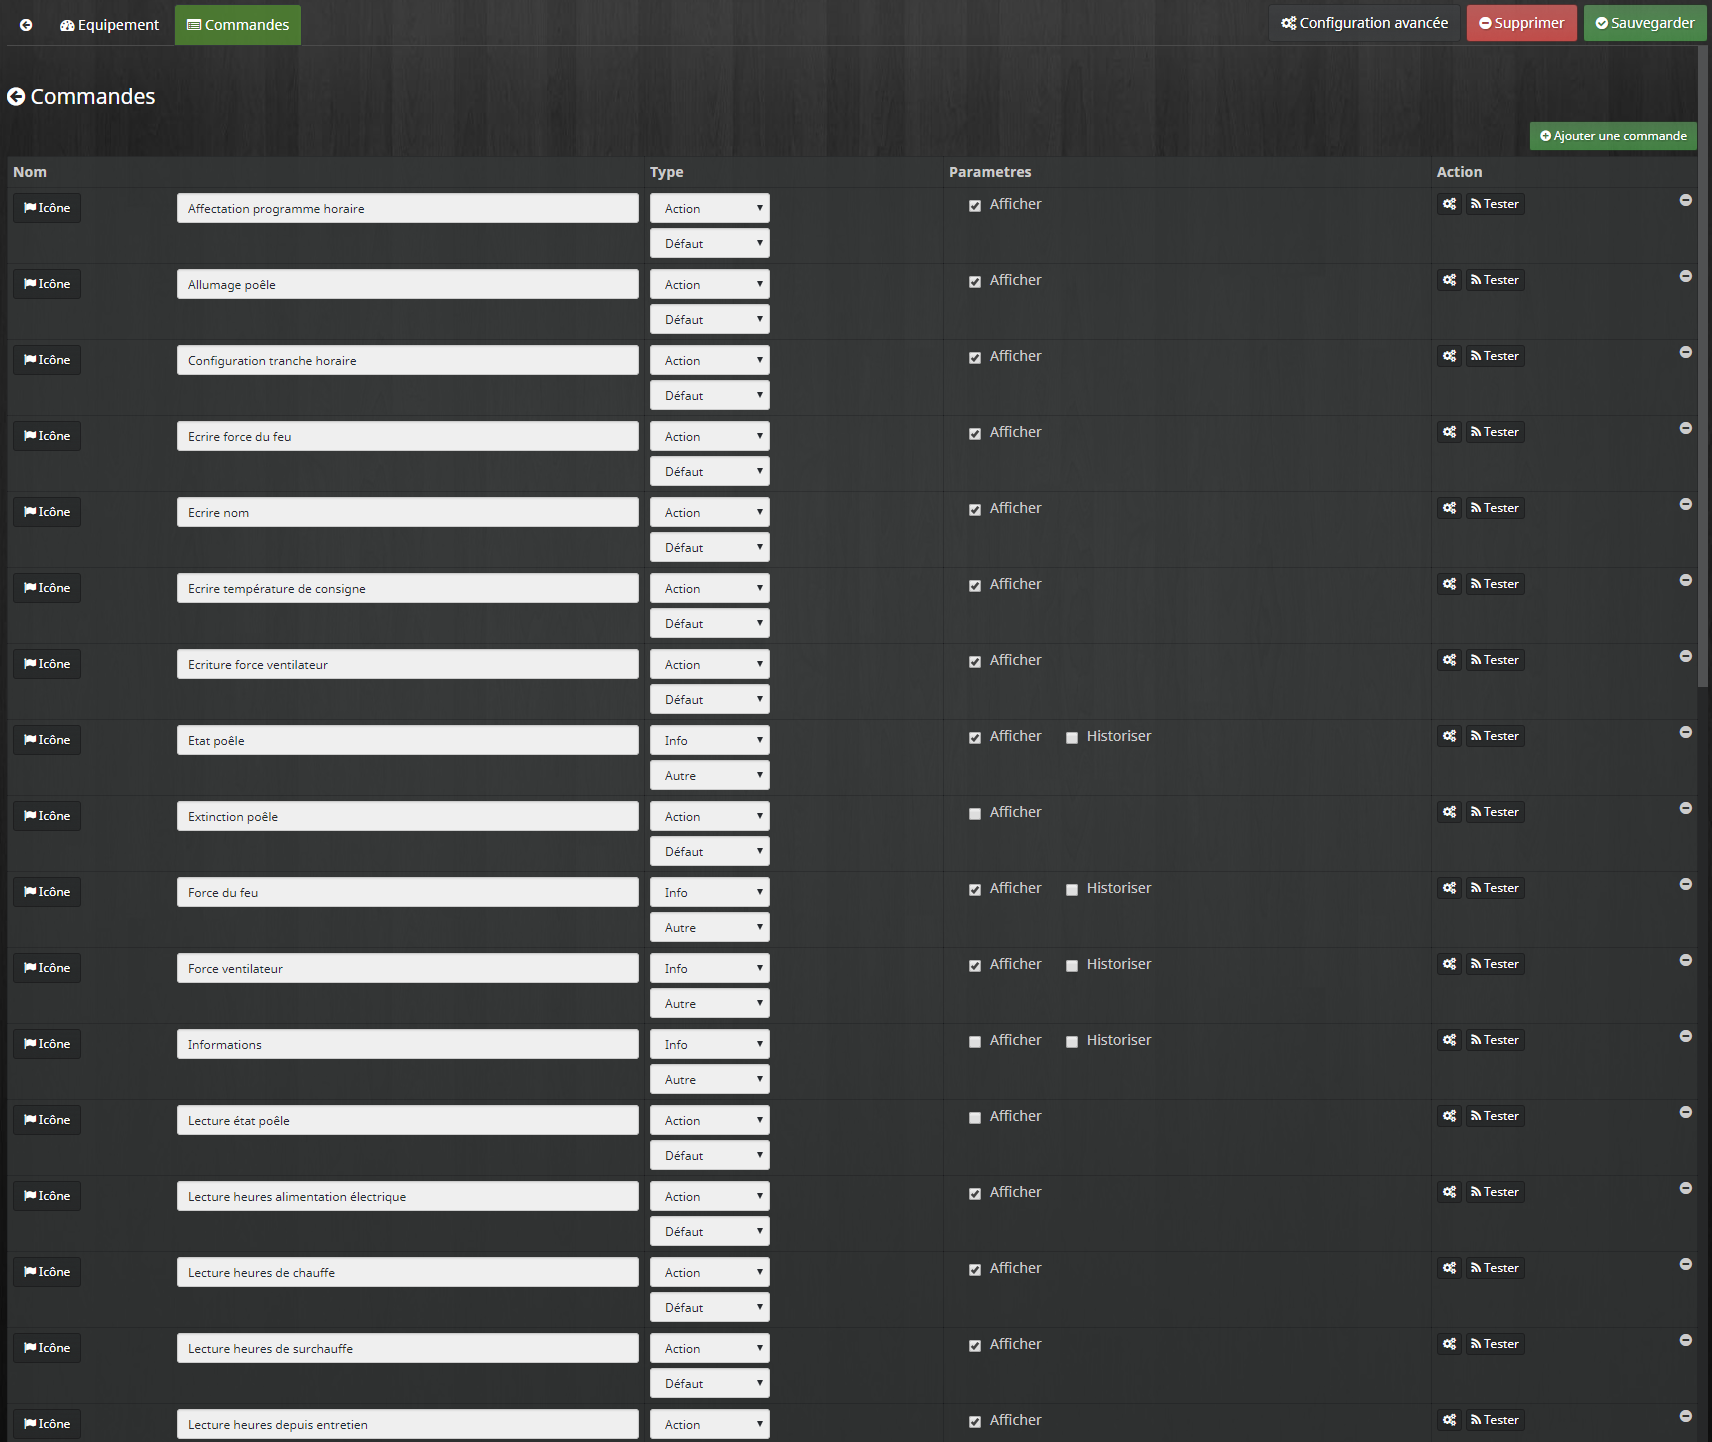 Equipement Commandes Configuration avancée Supprimer Sauvegarder
Commandes
Ajouter une commande
Nom Type Parametres Action
Icône Affectation programme horaire Action Afficher Tester
Défaut
Icône Allumage poêle Action Afficher Tester
Défaut
Icône Configuration tranche horaire Action Afficher Tester
Défaut
Icône Ecrire force du feu Action Afficher Tester
Défaut
Icône Ecrire nom Action Afficher Tester
Défaut
Icône Ecrire température de consigne Action Afficher Tester
Défaut
Icône Ecriture force ventilateur Action Afficher Tester
Défaut
Icône Etat poêle Info Afficher Historiser Tester
Autre
Icône Extinction poêle Action Afficher Tester
Défaut
Icône Force du feu Info Afficher Historiser Tester
Autre
Icône Force ventilateur Info Afficher Historiser Tester
Autre
Icône Informations Info Afficher Historiser Tester
Autre
Icône Lecture état poêle Action Afficher Tester
Défaut
Icône Lecture heures alimentation électrique Action Afficher Tester
Défaut
Icône Lecture heures de chauffe Action Afficher Tester
Défaut
Icône Lecture heures de surchauffe Action Afficher Tester
Défaut
Icône Lecture heures depuis entretien Action Afficher Tester